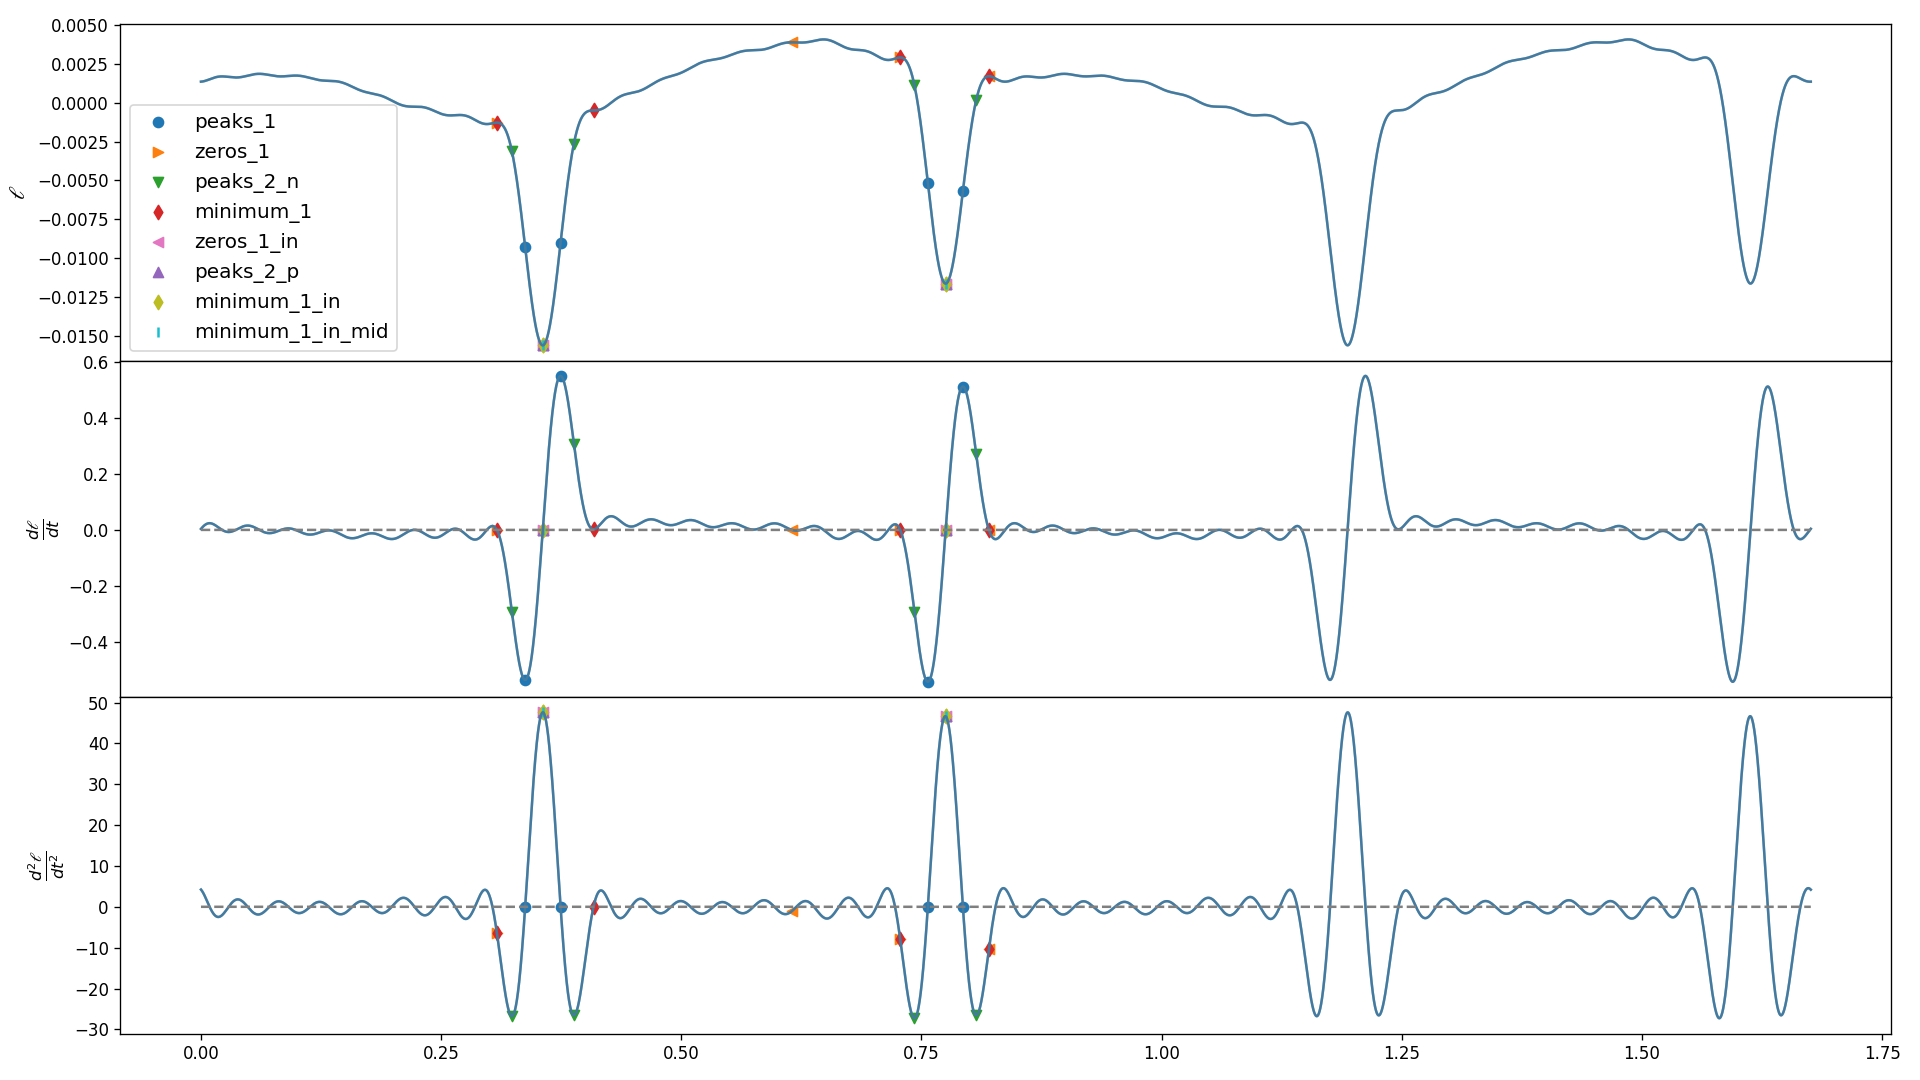 0.0050
0.0025
0.0000
−0.0025
−0.0050
−0.0075
−0.0100
−0.0125
−0.0150
ℓ
peaks_1
zeros_1
peaks_2_n
minimum_1
zeros_1_in
peaks_2_p
minimum_1_in
minimum_1_in_mid
0.6
0.4
0.2
0.0
−0.2
−0.4
dℓ
dt
50
40
30
20
10
0
−10
−20
−30
d²ℓ
dt²
0.00 0.25 0.50 0.75 1.00 1.25 1.50 1.75